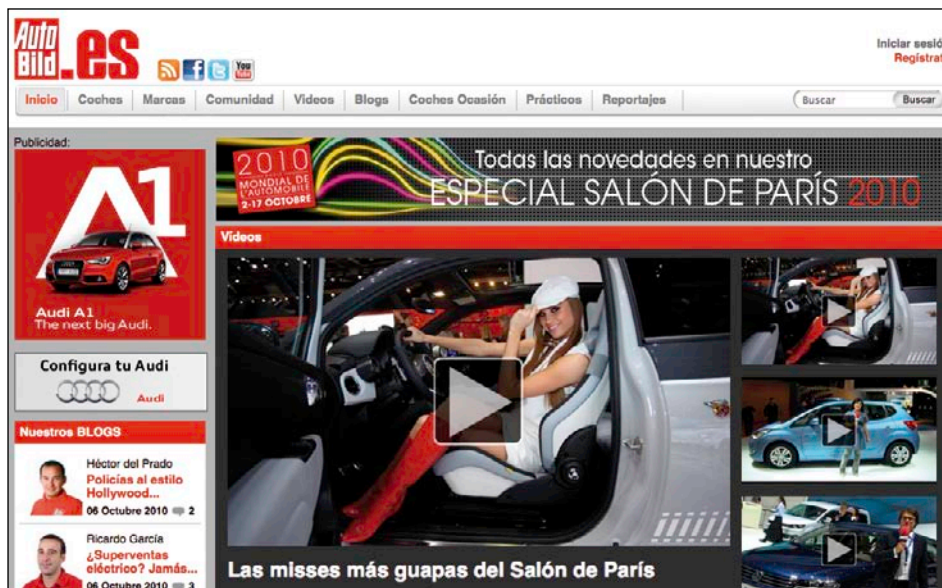 Auto
Bild
.es
You
Tube
Iniciar sesió
Registrat
Inicio
Coches
Marcas
Comunidad
Videos
Blogs
Coches Ocasión
Prácticos
Reportajes
Buscar
Buscar
Publicidad:
A1
Audi A1
The next big Audi.
Configura tu Audi
Audi
Nuestros BLOGS
Héctor del Prado
Policías al estilo
Hollywood...
06 Octubre 2010 2
Ricardo García
¿Superventas
eléctrico? Jamás...
06 Octubre 2010 3
2010
MONDIAL DE
L'AUTOMOBILE
2-17 OCTOBRE
Todas las novedades en nuestro
ESPECIAL SALÓN DE PARÍS 2010
Vídeos
Las misses más guapas del Salón de París